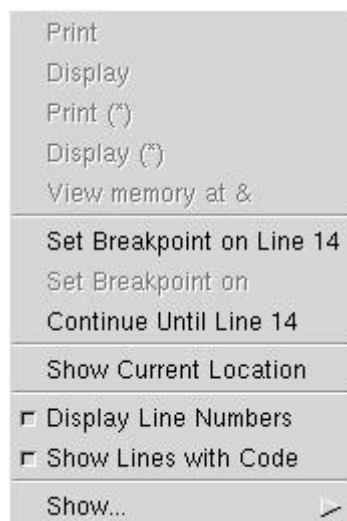 Print
Display
Print (*)
Display (*)
View memory at &
Set Breakpoint on Line 14
Set Breakpoint on
Continue Until Line 14
Show Current Location
Display Line Numbers
Show Lines with Code
Show...